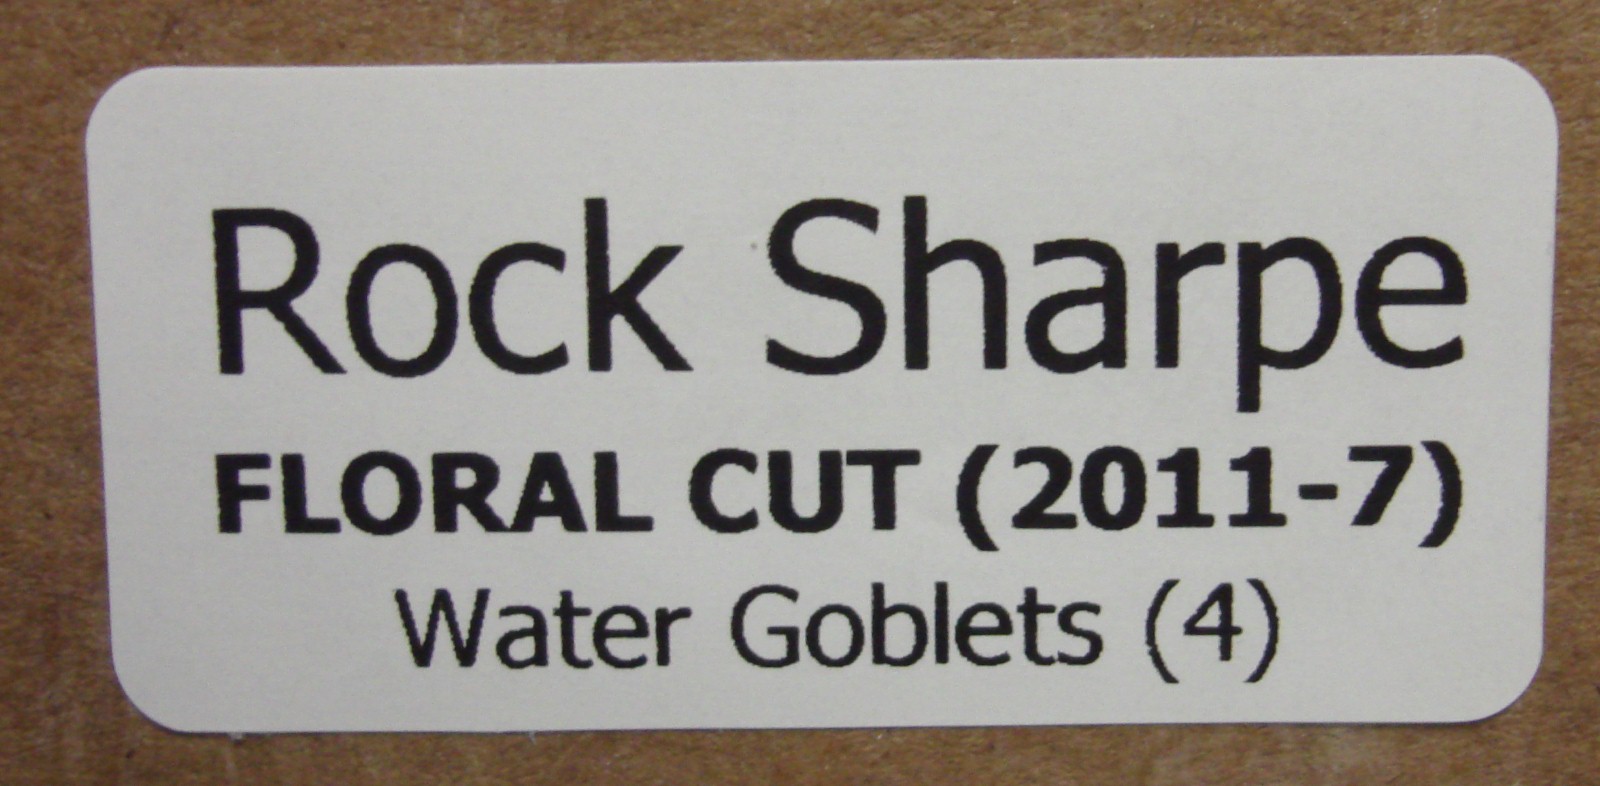 Rock Sharpe
FLORAL CUT (2011-7)
Water Goblets (4)